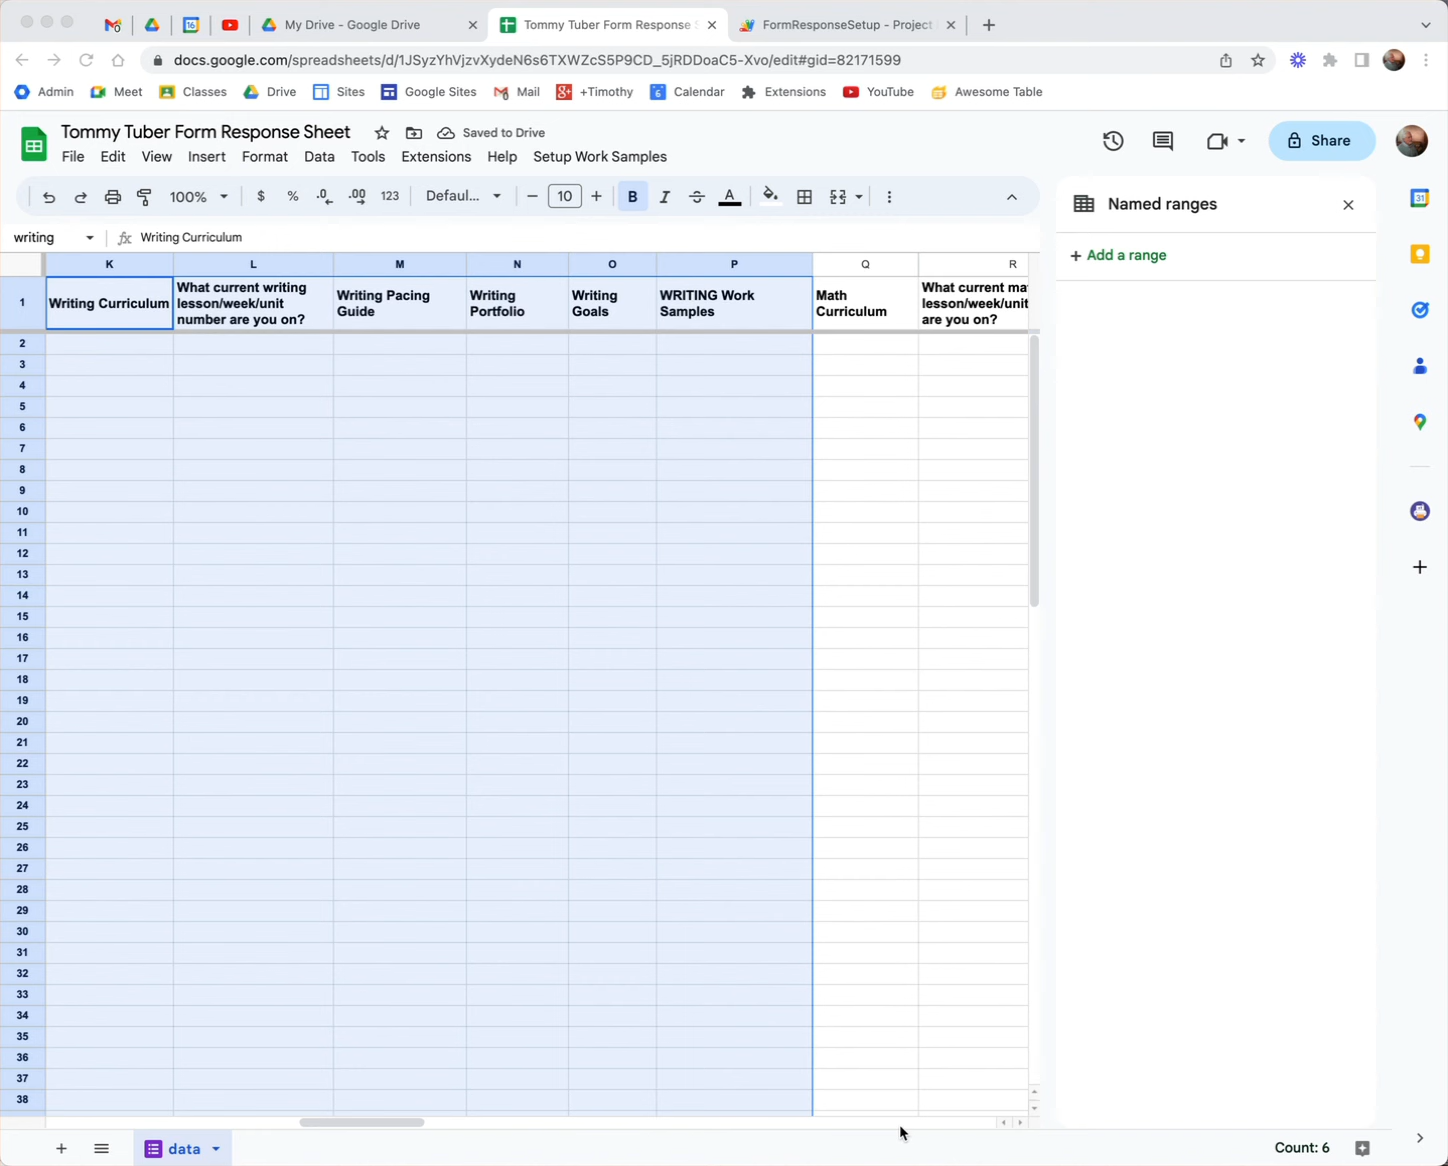 My Drive - Google Drive
Tommy Tuber Form Response S
FormResponseSetup - Project
docs.google.com/spreadsheets/d/1JSyzYhVjzvXydeN6s6TXWZcS5P9CD_5jRDDoaC5-Xvo/edit#gid=82171599
Admin Meet Classes Drive Sites Google Sites Mail +Timothy Calendar Extensions YouTube Awesome Table
Tommy Tuber Form Response Sheet Saved to Drive
File Edit View Insert Format Data Tools Extensions Help Setup Work Samples
Share
100% $ % .0 .00 123 Defaul... − 10 + B I S A
writing fx Writing Curriculum
Named ranges
+ Add a range
K L M N O P Q R
1
Writing Curriculum
What current writing
lesson/week/unit
number are you on?
Writing Pacing
Guide
Writing
Portfolio
Writing
Goals
WRITING Work
Samples
Math
Curriculum
What current ma
lesson/week/unit
are you on?
2
3
4
5
6
7
8
9
10
11
12
13
14
15
16
17
18
19
20
21
22
23
24
25
26
27
28
29
30
31
32
33
34
35
36
37
38
data
Count: 6